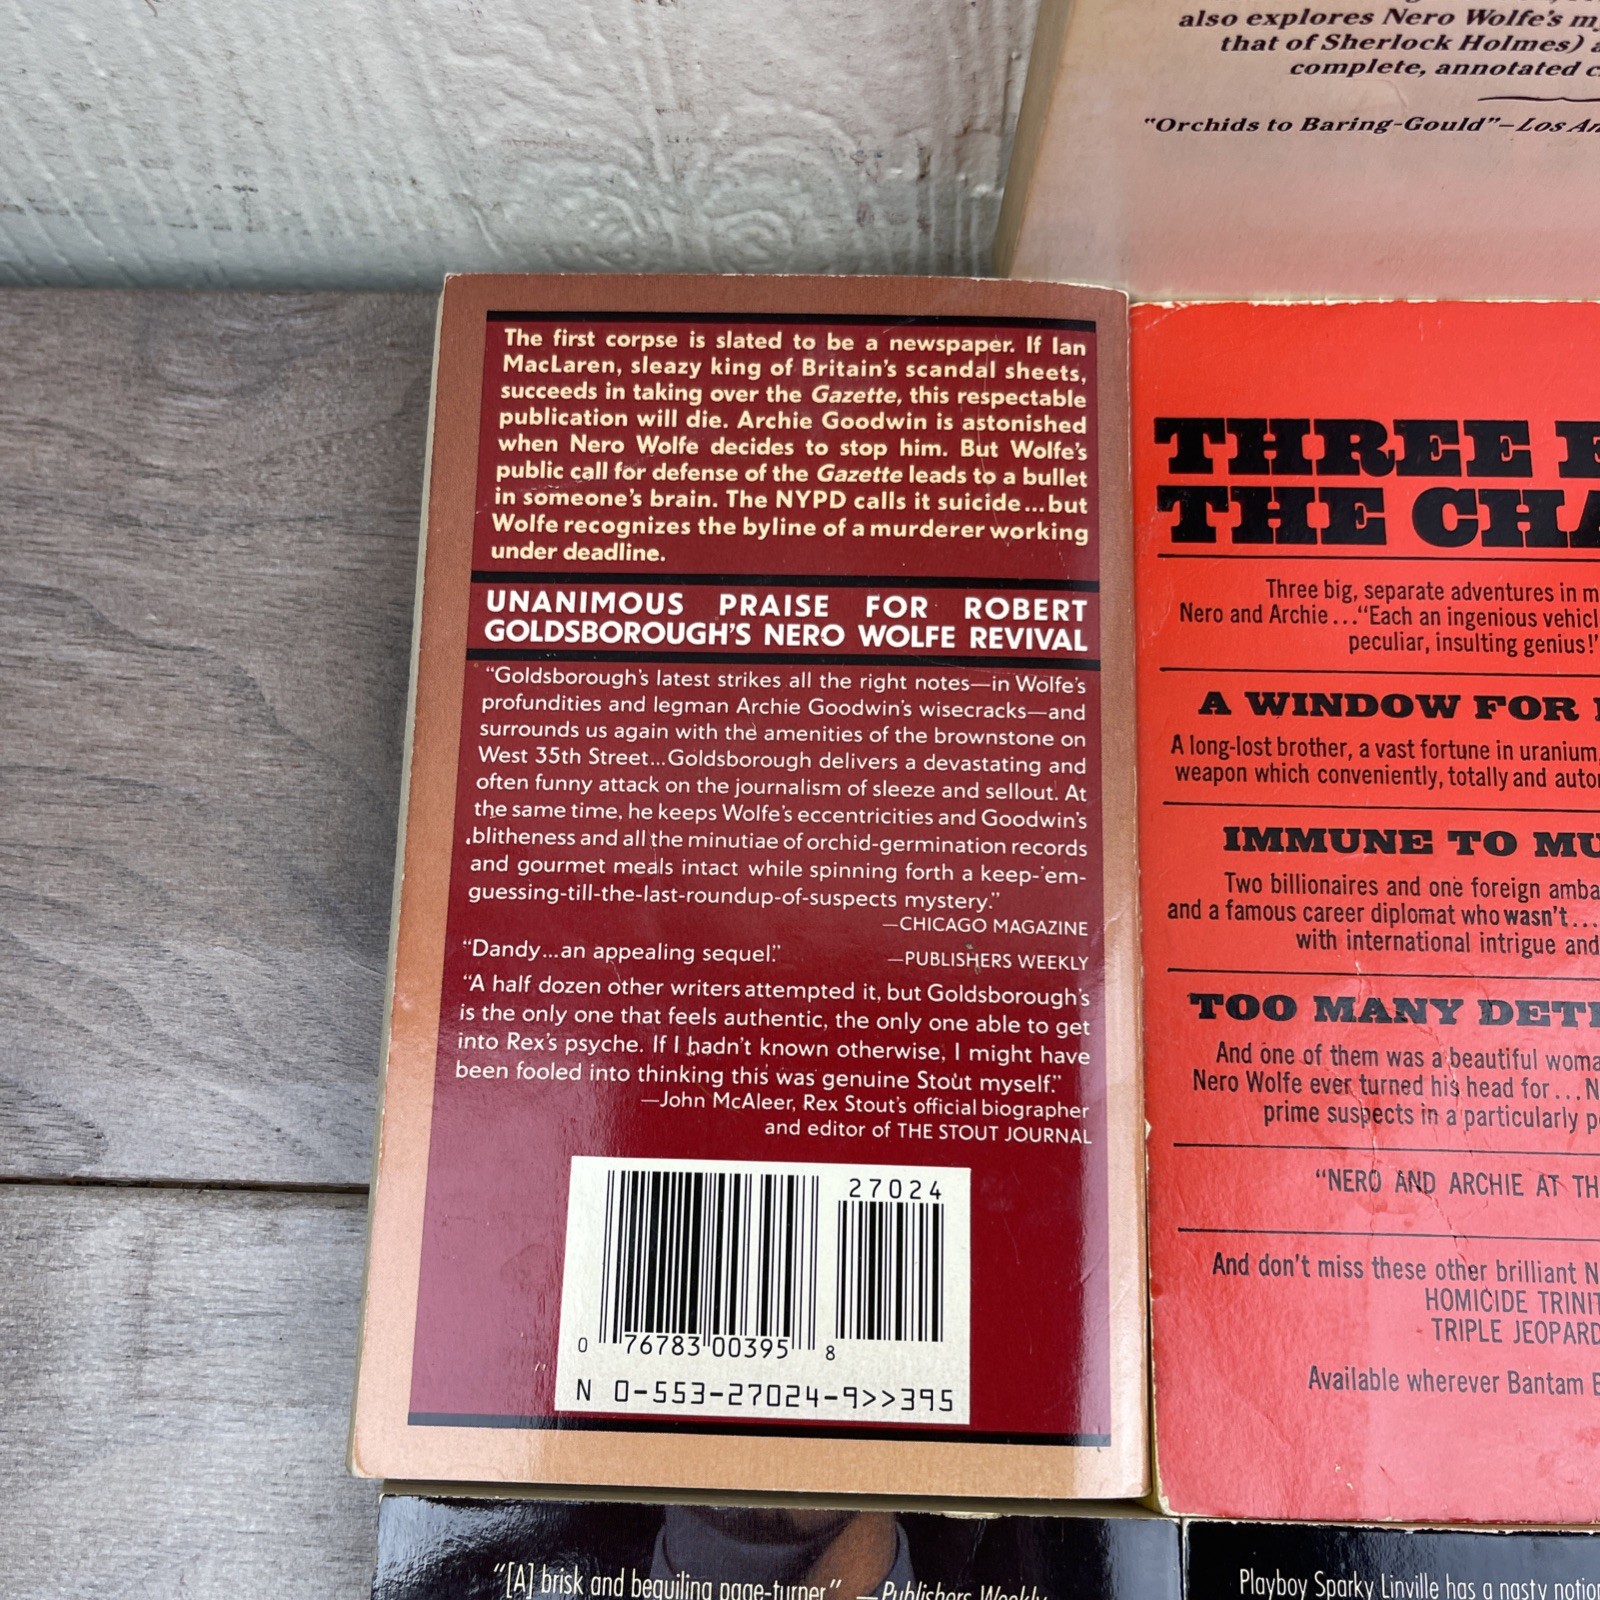 also explores Nero Wolfe's
that of Sherlock Holmes)
complete, annotated
"Orchids to Baring-Gould"—Los
The first corpse is slated to be a newspaper. If Ian
MacLaren, sleazy king of Britain's scandal sheets,
succeeds in taking over the Gazette, this respectable
publication will die. Archie Goodwin is astonished
when Nero Wolfe decides to stop him. But Wolfe's
public call for defense of the Gazette leads to a bullet
in someone's brain. The NYPD calls it suicide...but
Wolfe recognizes the byline of a murderer working
under deadline.
UNANIMOUS PRAISE FOR ROBERT
GOLDSBOROUGH'S NERO WOLFE REVIVAL
"Goldsborough's latest strikes all the right notes—in Wolfe's
profundities and legman Archie Goodwin's wisecracks—and
surrounds us again with the amenities of the brownstone on
West 35th Street...Goldsborough delivers a devastating and
often funny attack on the journalism of sleeze and sellout. At
the same time, he keeps Wolfe's eccentricities and Goodwin's
blitheness and all the minutiae of orchid-germination records
and gourmet meals intact while spinning forth a keep-'em-
guessing-till-the-last-roundup-of-suspects mystery."
—CHICAGO MAGAZINE
"Dandy...an appealing sequel." —PUBLISHERS WEEKLY
"A half dozen other writers attempted it, but Goldsborough's
is the only one that feels authentic, the only one able to get
into Rex's psyche. If I hadn't known otherwise, I might have
been fooled into thinking this was genuine Stout myself."
—John McAleer, Rex Stout's official biographer
and editor of THE STOUT JOURNAL
27024
0 76783 00395 8
N 0-553-27024-9>>395
THREE
THE
Three big, separate adventures in
Nero and Archie..."Each an ingenious
peculiar, insulting genius!"
A WINDOW FOR
A long-lost brother, a vast fortune in uranium,
weapon which conveniently, totally and
IMMUNE TO
Two billionaires and one foreign
and a famous career diplomat who wasn't...
with international intrigue and
TOO MANY
And one of them was a beautiful
Nero Wolfe ever turned his head for...
prime suspects in a particularly
"NERO AND ARCHIE AT
And don't miss these other brilliant
HOMICIDE
TRIPLE
Available wherever Bantam
"[A] brisk and beguiling page-turner" —Publishers Weekly
Playboy Sparky Linville has a nasty